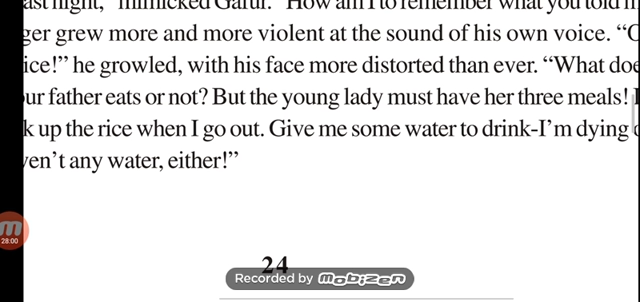 night," mimicked Gafur. "How am I to remember what you told
ger grew more and more violent at the sound of his own voice. "
ice!" he growled, with his face more distorted than ever. "What doe
ur father eats or not? But the young lady must have her three meals!
k up the rice when I go out. Give me some water to drink-I'm dying
en't any water, either!"
m
28:00
24
Recorded by mobizen